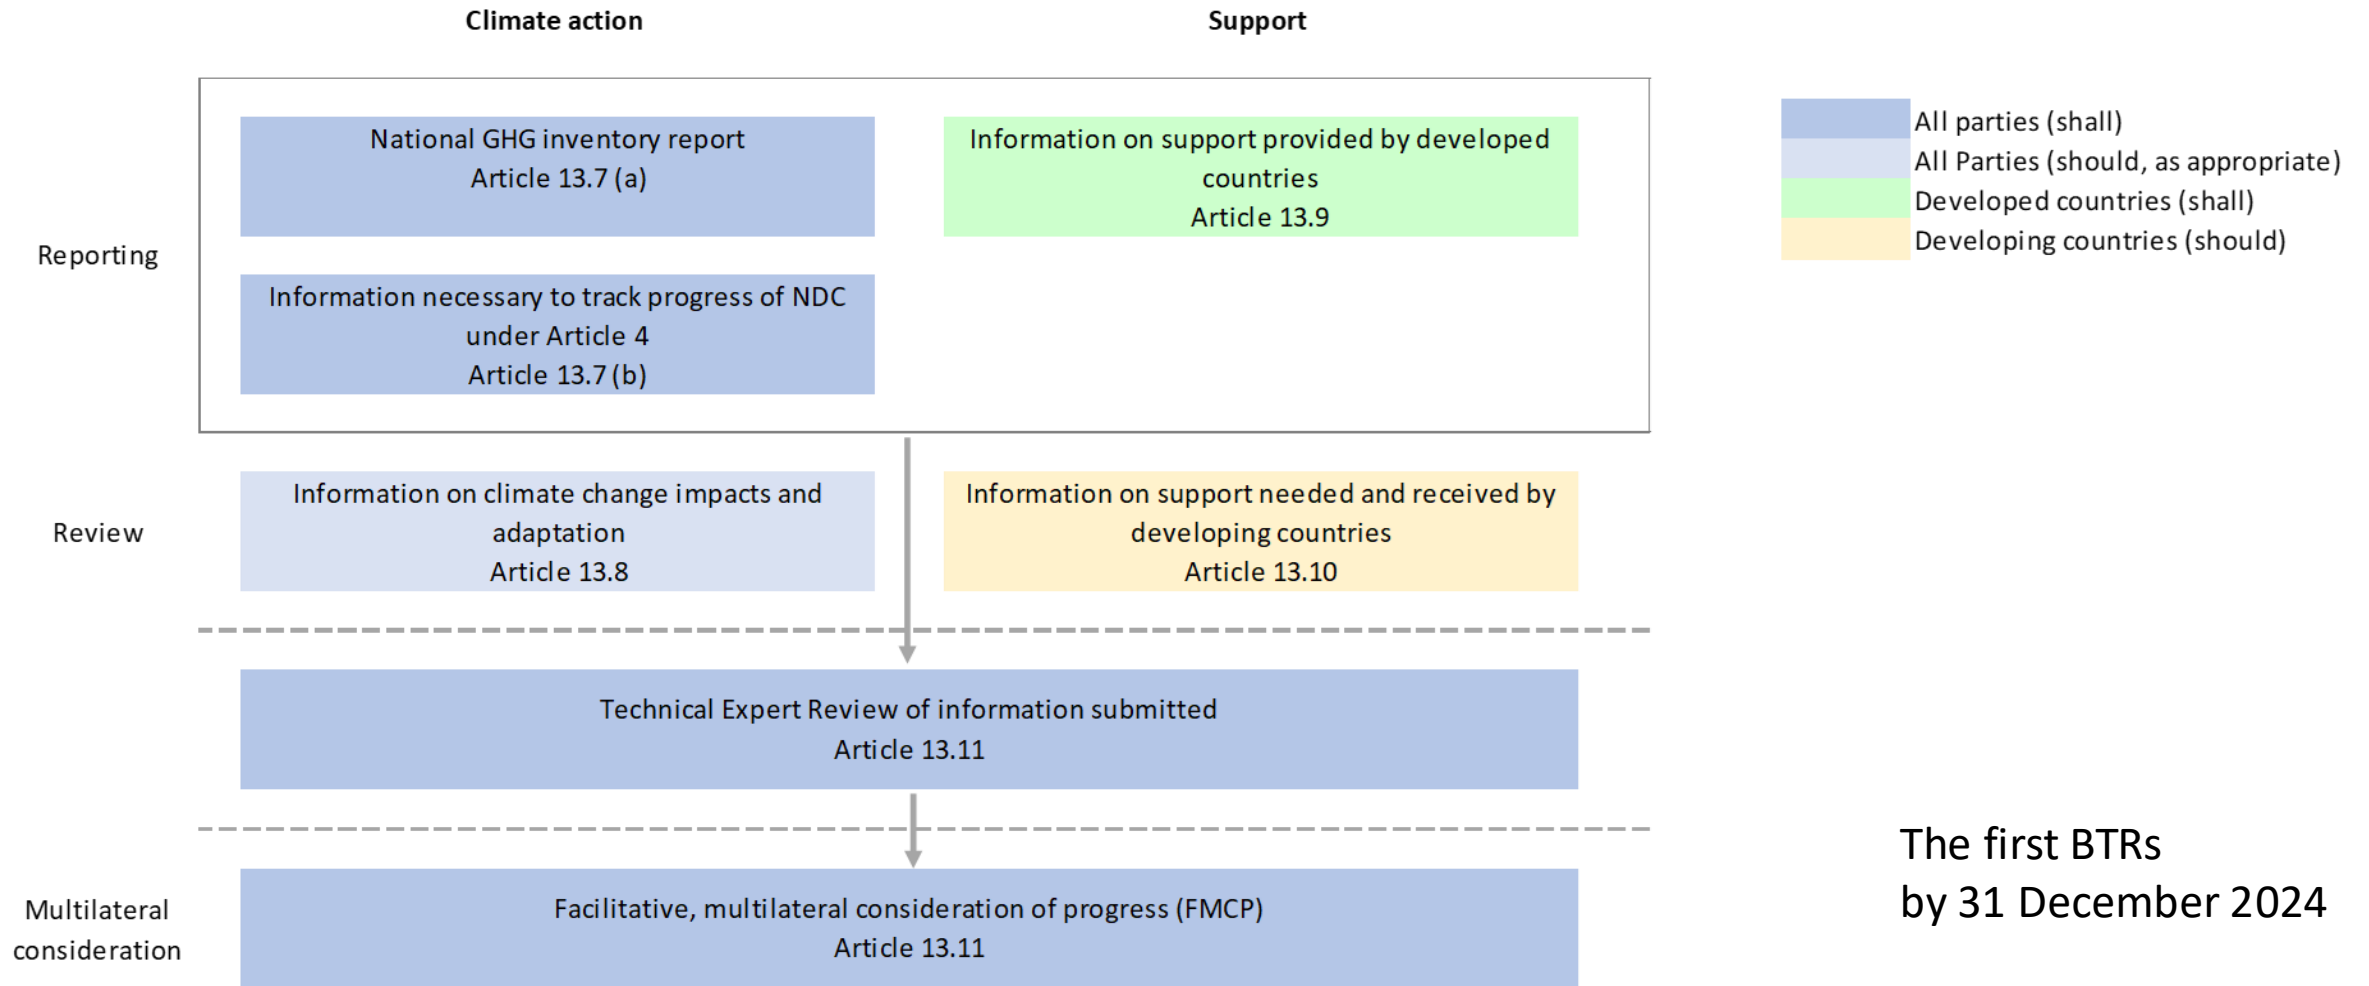 Climate action
Support
Reporting
National GHG inventory report
Article 13.7 (a)
Information on support provided by developed
countries
Article 13.9
Information necessary to track progress of NDC
under Article 4
Article 13.7 (b)
All parties (shall)
All Parties (should, as appropriate)
Developed countries (shall)
Developing countries (should)
Review
Information on climate change impacts and
adaptation
Article 13.8
Information on support needed and received by
developing countries
Article 13.10
Technical Expert Review of information submitted
Article 13.11
Multilateral
consideration
Facilitative, multilateral consideration of progress (FMCP)
Article 13.11
The first BTRs
by 31 December 2024